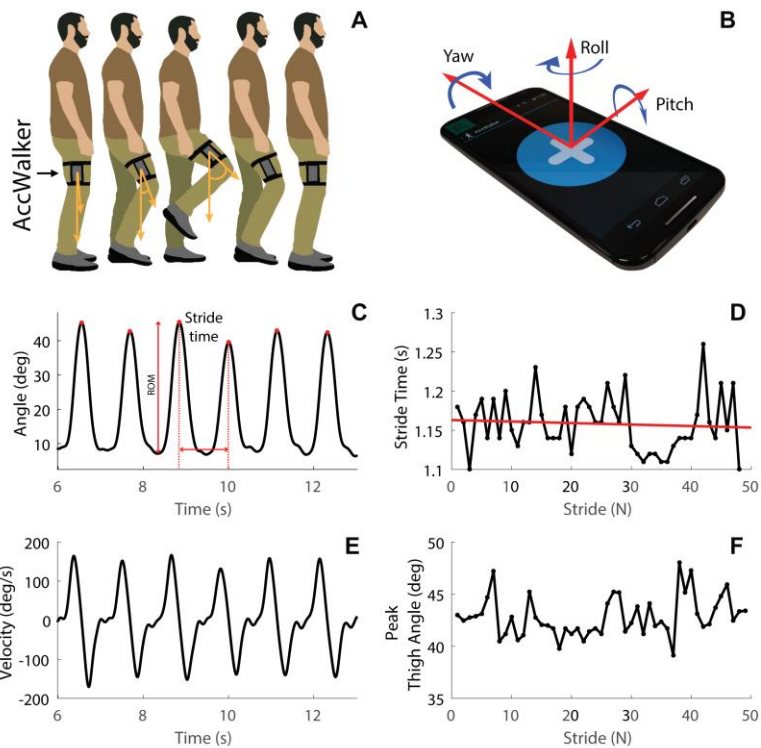 A
AccWalker
B
Yaw
Roll
Pitch
C
Stride
time
ROM
Angle (deg)
40
30
20
10
6
8
10
12
Time (s)
D
Stride Time (s)
1.3
1.25
1.2
1.15
1.1
0
10
20
30
40
50
Stride (N)
E
Velocity (deg/s)
200
100
0
-100
-200
6
8
10
12
Time (s)
F
Peak
Thigh Angle (deg)
50
45
40
35
0
10
20
30
40
50
Stride (N)